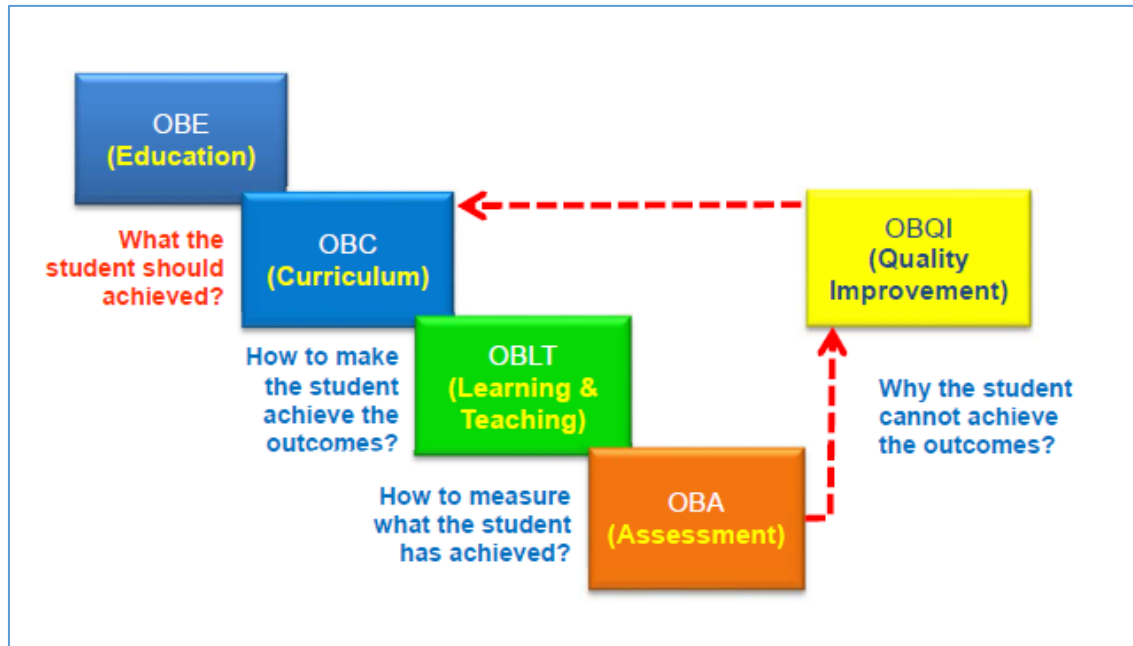 OBE
(Education)
What the
student should
achieved?
OBC
(Curriculum)
OBQI
(Quality
Improvement)
How to make
the student
achieve the
outcomes?
OBLT
(Learning &
Teaching)
Why the student
cannot achieve
the outcomes?
How to measure
what the student
has achieved?
OBA
(Assessment)